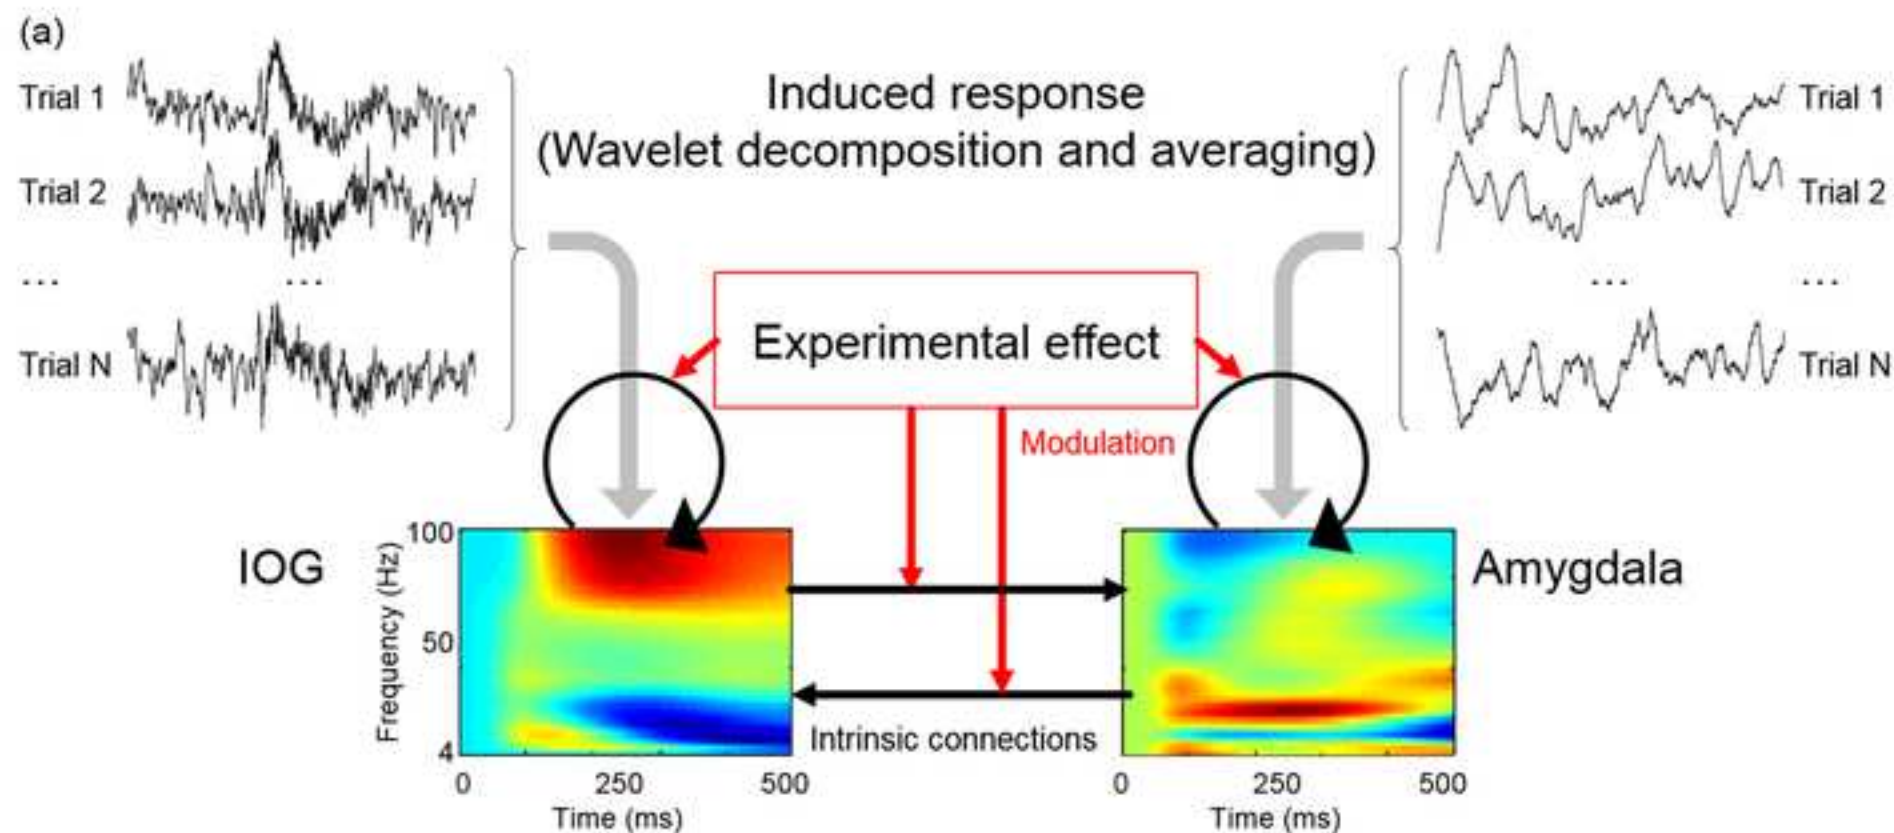 (a)
Trial 1
Trial 2
...
...
Trial N
Induced response
(Wavelet decomposition and averaging)
Trial 1
Trial 2
...
...
Trial N
Experimental effect
Modulation
IOG
Frequency (Hz)
100
50
4
0
250
500
Time (ms)
Intrinsic connections
Amygdala
0
250
500
Time (ms)